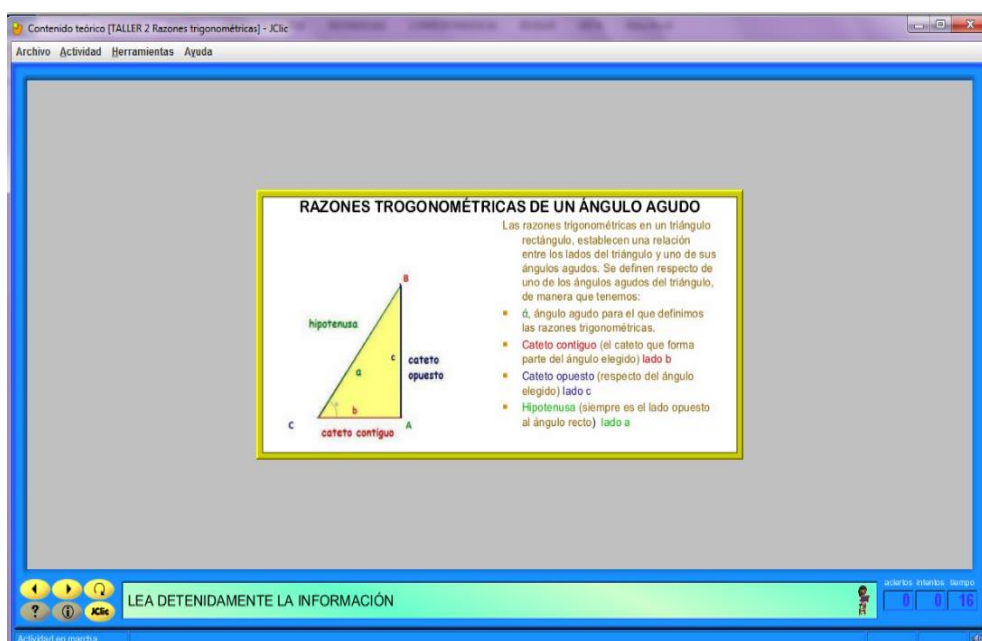 Contenido teórico [TALLER 2 Razones trigonométricas] - JClic
Archivo Actividad Herramientas Ayuda
RAZONES TROGONOMÉTRICAS DE UN ÁNGULO AGUDO
Las razones trigonométricas en un triángulo
rectángulo, establecen una relación
entre los lados del triángulo y uno de sus
ángulos agudos. Se definen respecto de
uno de los ángulos agudos del triángulo,
de manera que tenemos:
▪ ά, ángulo agudo para el que definimos
las razones trigonométricas.
▪ Cateto contiguo (el cateto que forma
parte del ángulo elegido) lado b
▪ Cateto opuesto (respecto del ángulo
elegido) lado c
▪ Hipotenusa (siempre es el lado opuesto
al ángulo recto) lado a
B
hipotenusa
c
cateto
opuesto
a
b
C
A
cateto contiguo
LEA DETENIDAMENTE LA INFORMACIÓN
aciertos intentos tiempo
0 0 16
? i JClic
Actividad en marcha